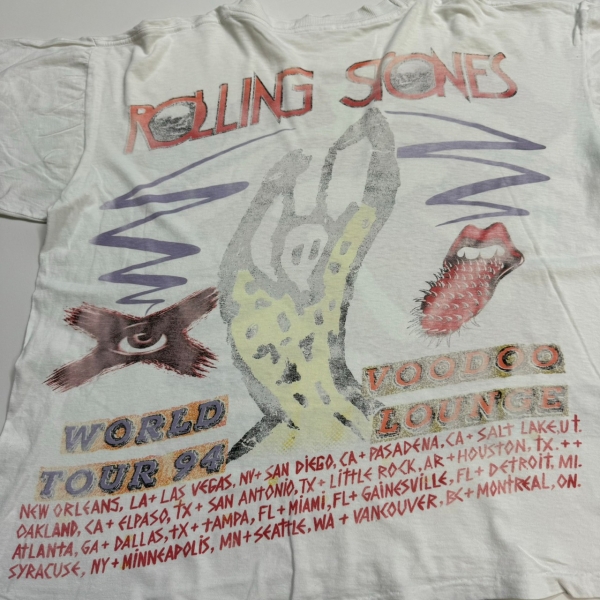 ROLLING STONES
VOODOO
LOUNGE
WORLD
TOUR 94
NEW ORLEANS, LA + LAS VEGAS, NV + SAN DIEGO, CA + PASADENA, CA + SALT LAKE, Ut.
OAKLAND, CA + ELPASO, TX + SAN ANTONIO, TX + LITTLE ROCK, AR + HOUSTON, TX. ++
ATLANTA, GA + DALLAS, TX + TAMPA, FL + MIAMI, FL + GAINESVILLE, FL + DETROIT, MI.
SYRACUSE, NY + MINNEAPOLIS, MN + SEATTLE, WA + VANCOUVER, BC + MONTREAL, ON.